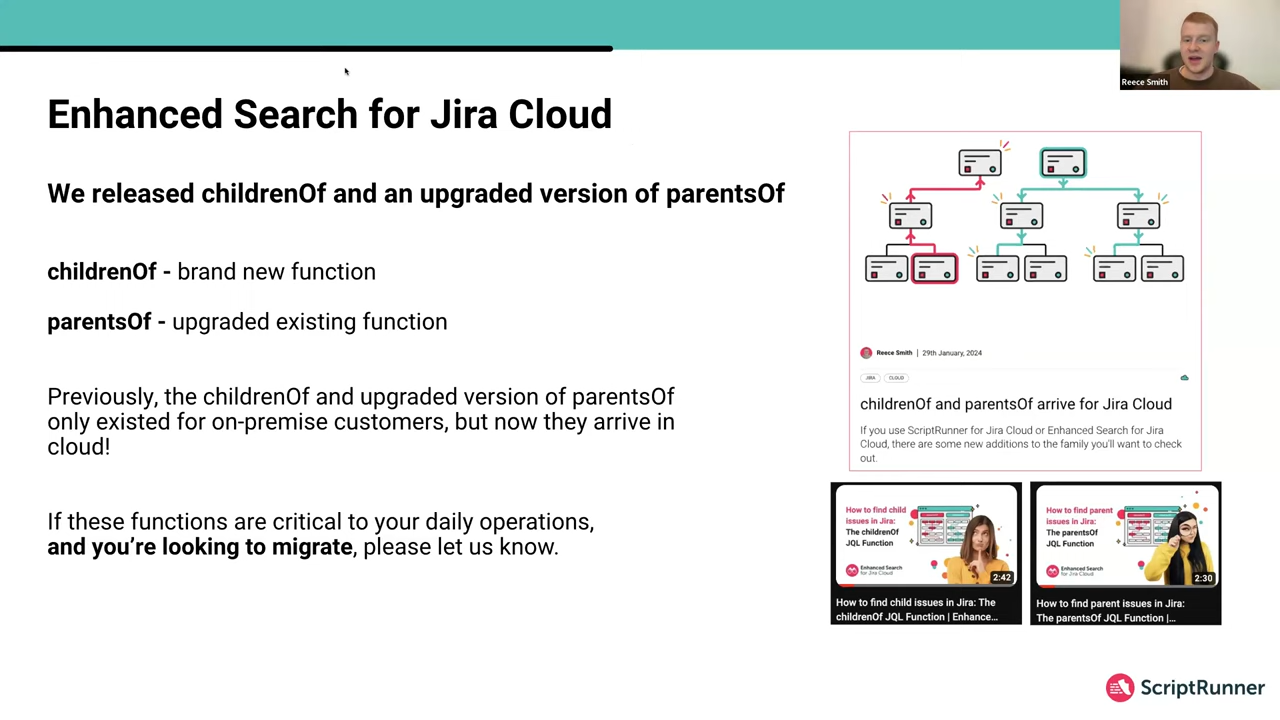 Reece Smith
Enhanced Search for Jira Cloud
We released childrenOf and an upgraded version of parentsOf
childrenOf - brand new function
parentsOf - upgraded existing function
Previously, the childrenOf and upgraded version of parentsOf
only existed for on-premise customers, but now they arrive in
cloud!
If these functions are critical to your daily operations,
and you're looking to migrate, please let us know.
Reece Smith | 29th January, 2024
JIRA CLOUD
childrenOf and parentsOf arrive for Jira Cloud
If you use ScriptRunner for Jira Cloud or Enhanced Search for Jira
Cloud, there are some new additions to the family you'll want to check
out.
How to find child
issues in Jira:
The childrenOf
JQL Function
Enhanced Search
for Jira Cloud
2:42
How to find child issues in Jira: The
childrenOf JQL Function | Enhance...
How to find parent
issues in Jira:
The parentsOf
JQL Function
Enhanced Search
for Jira Cloud
2:30
How to find parent issues in Jira:
The parentsOf JQL Function |...
ScriptRunner